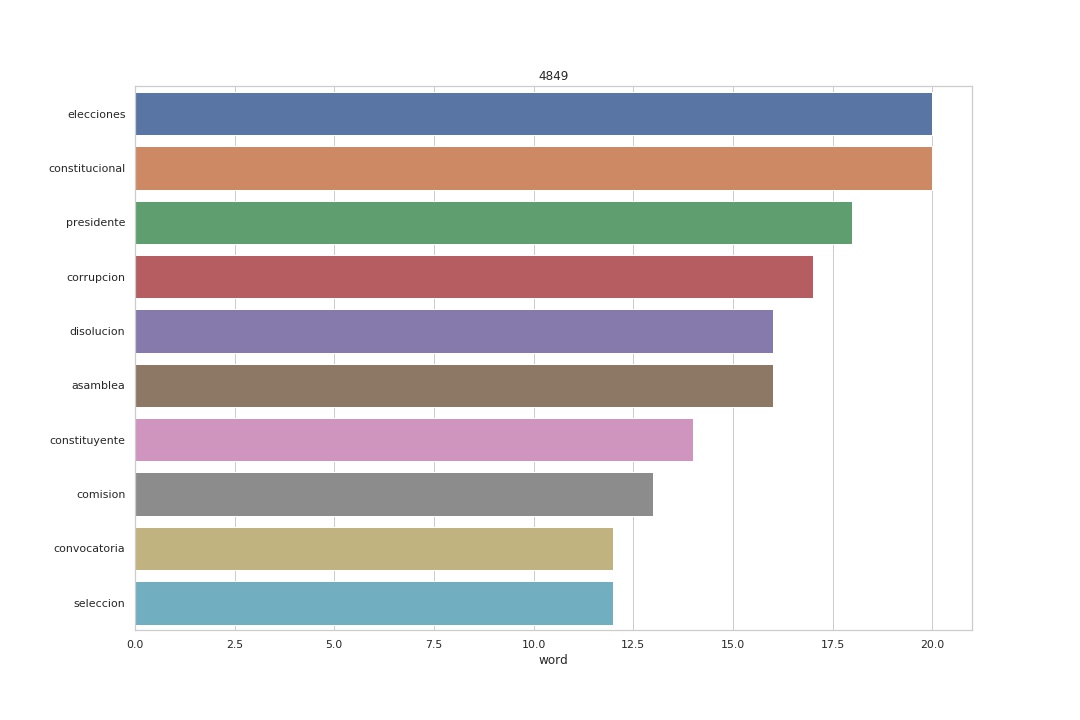 4849
elecciones
constitucional
presidente
corrupcion
disolucion
asamblea
constituyente
comision
convocatoria
seleccion
0.0 2.5 5.0 7.5 10.0 12.5 15.0 17.5 20.0
word